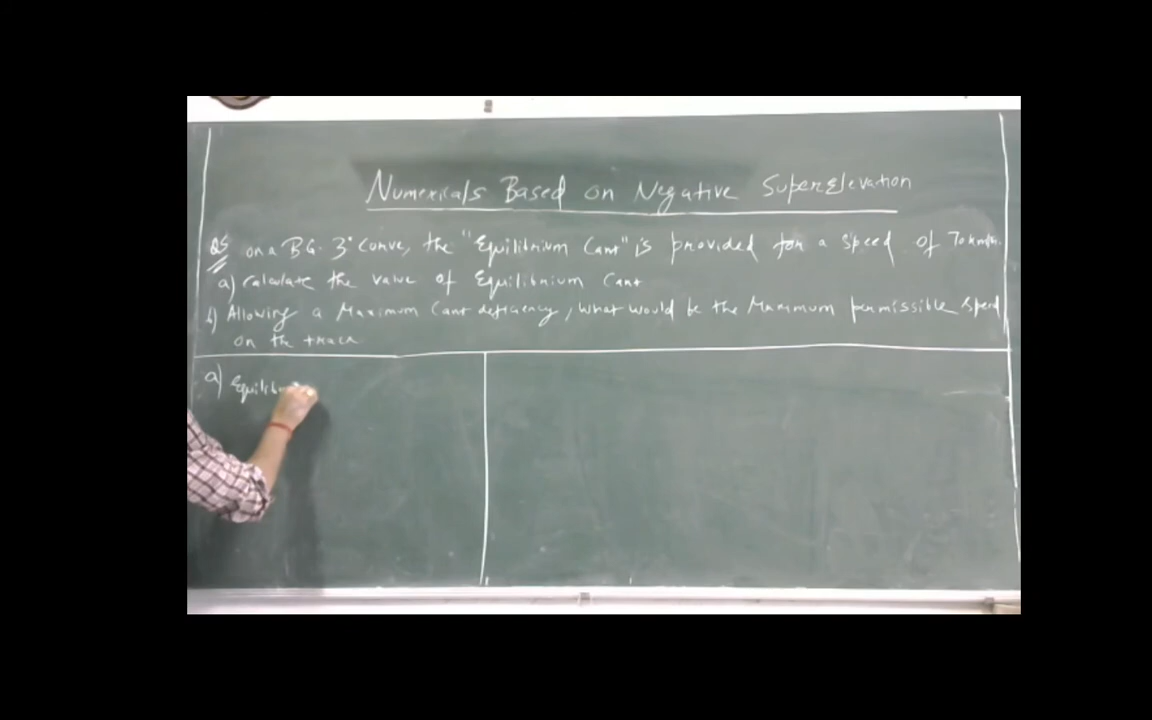 Numericals Based on Negative SuperElevation
Q5 on a B.G. 3° Curve, the "Equilibrium Cant" is provided for a speed of 70 kmph.
a) Calculate the value of Equilibrium Cant
b) Allowing a Maximum Cant deficiency, what would be the Maximum permissible speed
on the track
a) Equilib